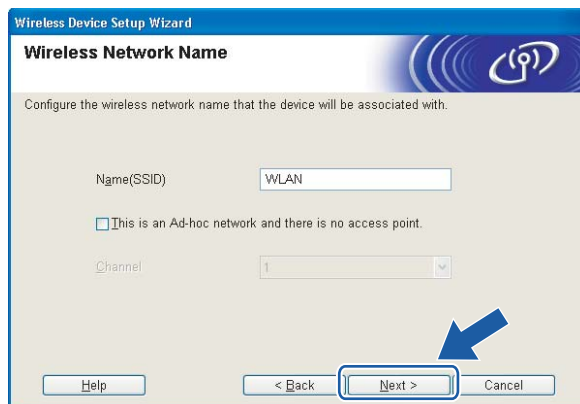 Wireless Device Setup Wizard
Wireless Network Name
Configure the wireless network name that the device will be associated with.
Name(SSID) WLAN
This is an Ad-hoc network and there is no access point.
Channel 1
Help < Back Next > Cancel